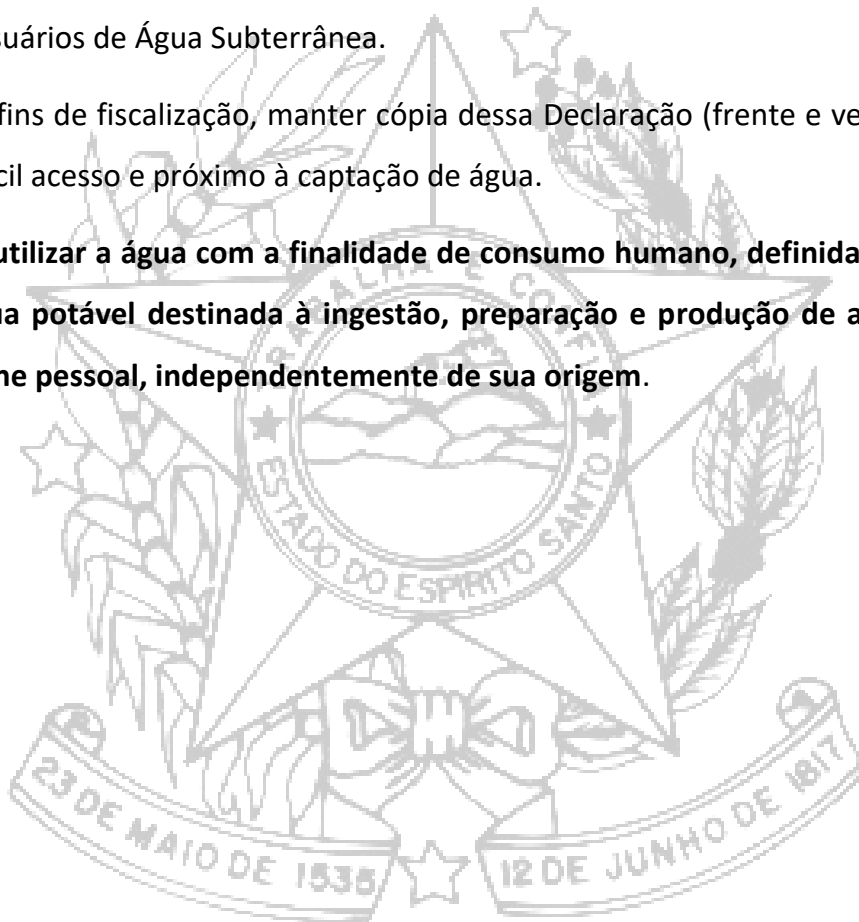 suários de Água Subterrânea.
fins de fiscalização, manter cópia dessa Declaração (frente e ve
cil acesso e próximo à captação de água.
utilizar a água com a finalidade de consumo humano, definida
ua potável destinada à ingestão, preparação e produção de a
ne pessoal, independentemente de sua origem.
TRABALHA E CONFIA
ESTADO DO ESPIRITO SANTO
23 DE MAIO DE 1535
12 DE JUNHO DE 1817